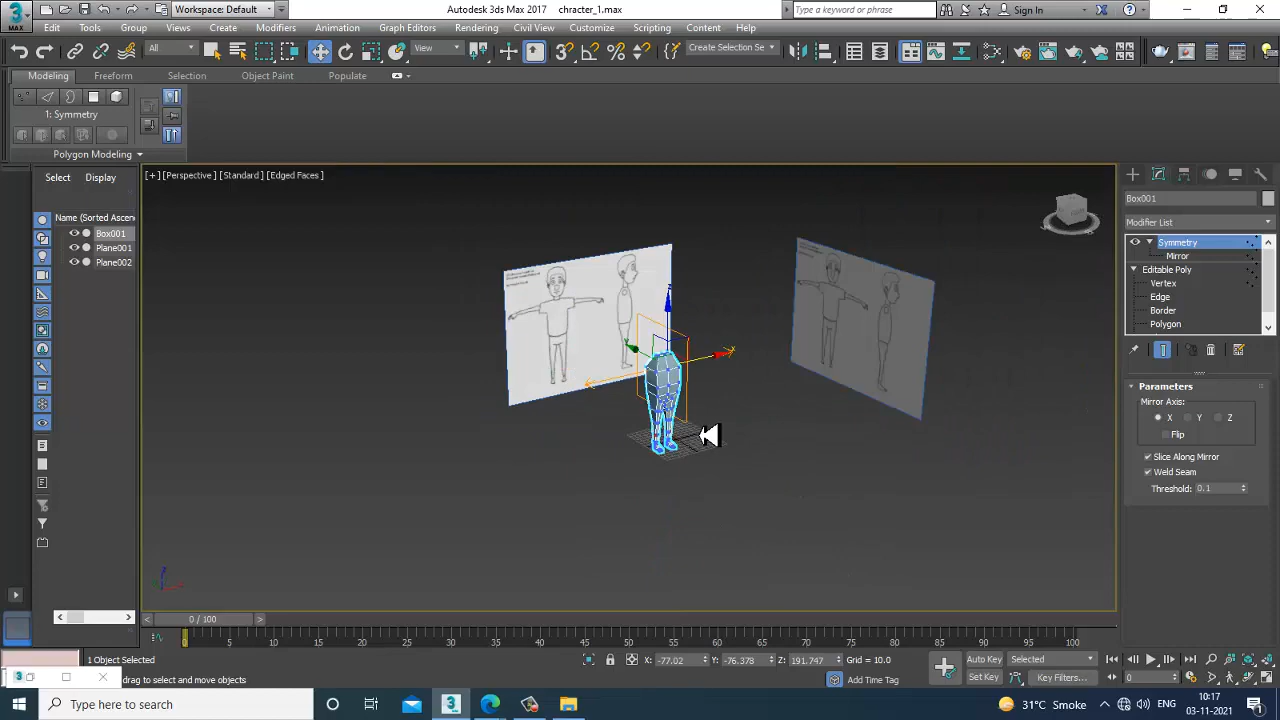 MAX
Workspace: Default
Autodesk 3ds Max 2017 chracter_1.max
Type a keyword or phrase
Sign In
Edit Tools Group Views Create Modifiers Animation Graph Editors Rendering Civil View Customize Scripting Content Help
All
View
Create Selection Se
Modeling Freeform Selection Object Paint Populate
1: Symmetry
Polygon Modeling
Select Display
[+] [Perspective ] [Standard ] [Edged Faces ]
Name (Sorted Ascen
Box001
Plane001
Plane002
Box001
Modifier List
Symmetry
Mirror
Editable Poly
Vertex
Edge
Border
Polygon
Parameters
Mirror Axis:
X Y Z
Flip
Slice Along Mirror
Weld Seam
Threshold: 0.1
x
z
0 / 100
0 5 10 15 20 25 30 35 40 45 50 55 60 65 70 75 80 85 90 95 100
1 Object Selected
X: -77.02 Y: -76.378 Z: 191.747 Grid = 10.0
Auto Key Selected
drag to select and move objects
Add Time Tag
Set Key Key Filters... 0
Type here to search
31°C Smoke
ENG
10:17
03-11-2021
1